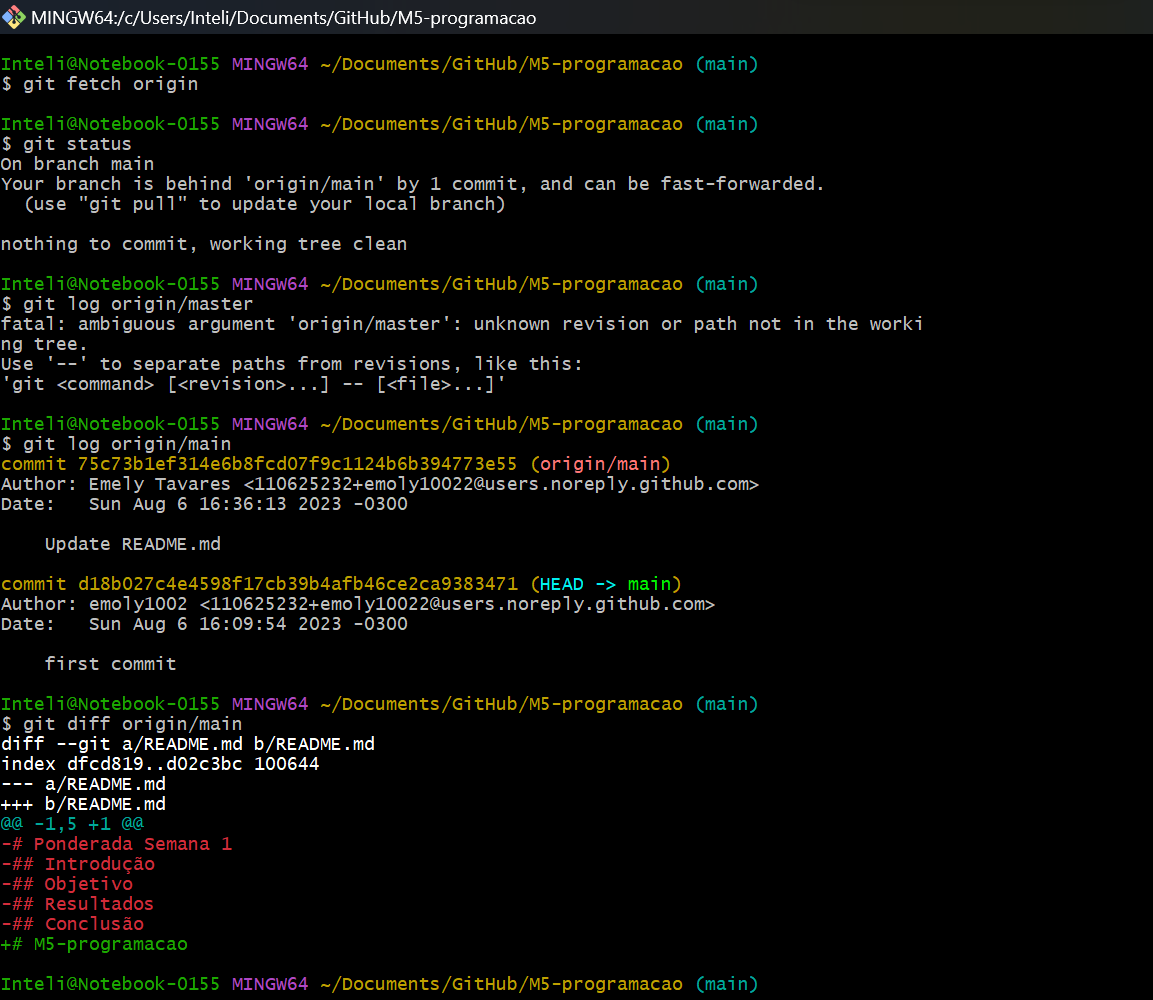 MINGW64:/c/Users/Inteli/Documents/GitHub/M5-programacao
Inteli@Notebook-0155 MINGW64 ~/Documents/GitHub/M5-programacao (main)
$ git fetch origin
Inteli@Notebook-0155 MINGW64 ~/Documents/GitHub/M5-programacao (main)
$ git status
On branch main
Your branch is behind 'origin/main' by 1 commit, and can be fast-forwarded.
  (use "git pull" to update your local branch)
nothing to commit, working tree clean
Inteli@Notebook-0155 MINGW64 ~/Documents/GitHub/M5-programacao (main)
$ git log origin/master
fatal: ambiguous argument 'origin/master': unknown revision or path not in the worki
ng tree.
Use '--' to separate paths from revisions, like this:
'git <command> [<revision>...] -- [<file>...]'
Inteli@Notebook-0155 MINGW64 ~/Documents/GitHub/M5-programacao (main)
$ git log origin/main
commit 75c73b1ef314e6b8fcd07f9c1124b6b394773e55 (origin/main)
Author: Emely Tavares <110625232+emoly10022@users.noreply.github.com>
Date:   Sun Aug 6 16:36:13 2023 -0300
    Update README.md
commit d18b027c4e4598f17cb39b4afb46ce2ca9383471 (HEAD -> main)
Author: emoly1002 <110625232+emoly10022@users.noreply.github.com>
Date:   Sun Aug 6 16:09:54 2023 -0300
    first commit
Inteli@Notebook-0155 MINGW64 ~/Documents/GitHub/M5-programacao (main)
$ git diff origin/main
diff --git a/README.md b/README.md
index dfcd819..d02c3bc 100644
--- a/README.md
+++ b/README.md
@@ -1,5 +1 @@
-# Ponderada Semana 1
-## Introdução
-## Objetivo
-## Resultados
-## Conclusão
+# M5-programacao
Inteli@Notebook-0155 MINGW64 ~/Documents/GitHub/M5-programacao (main)